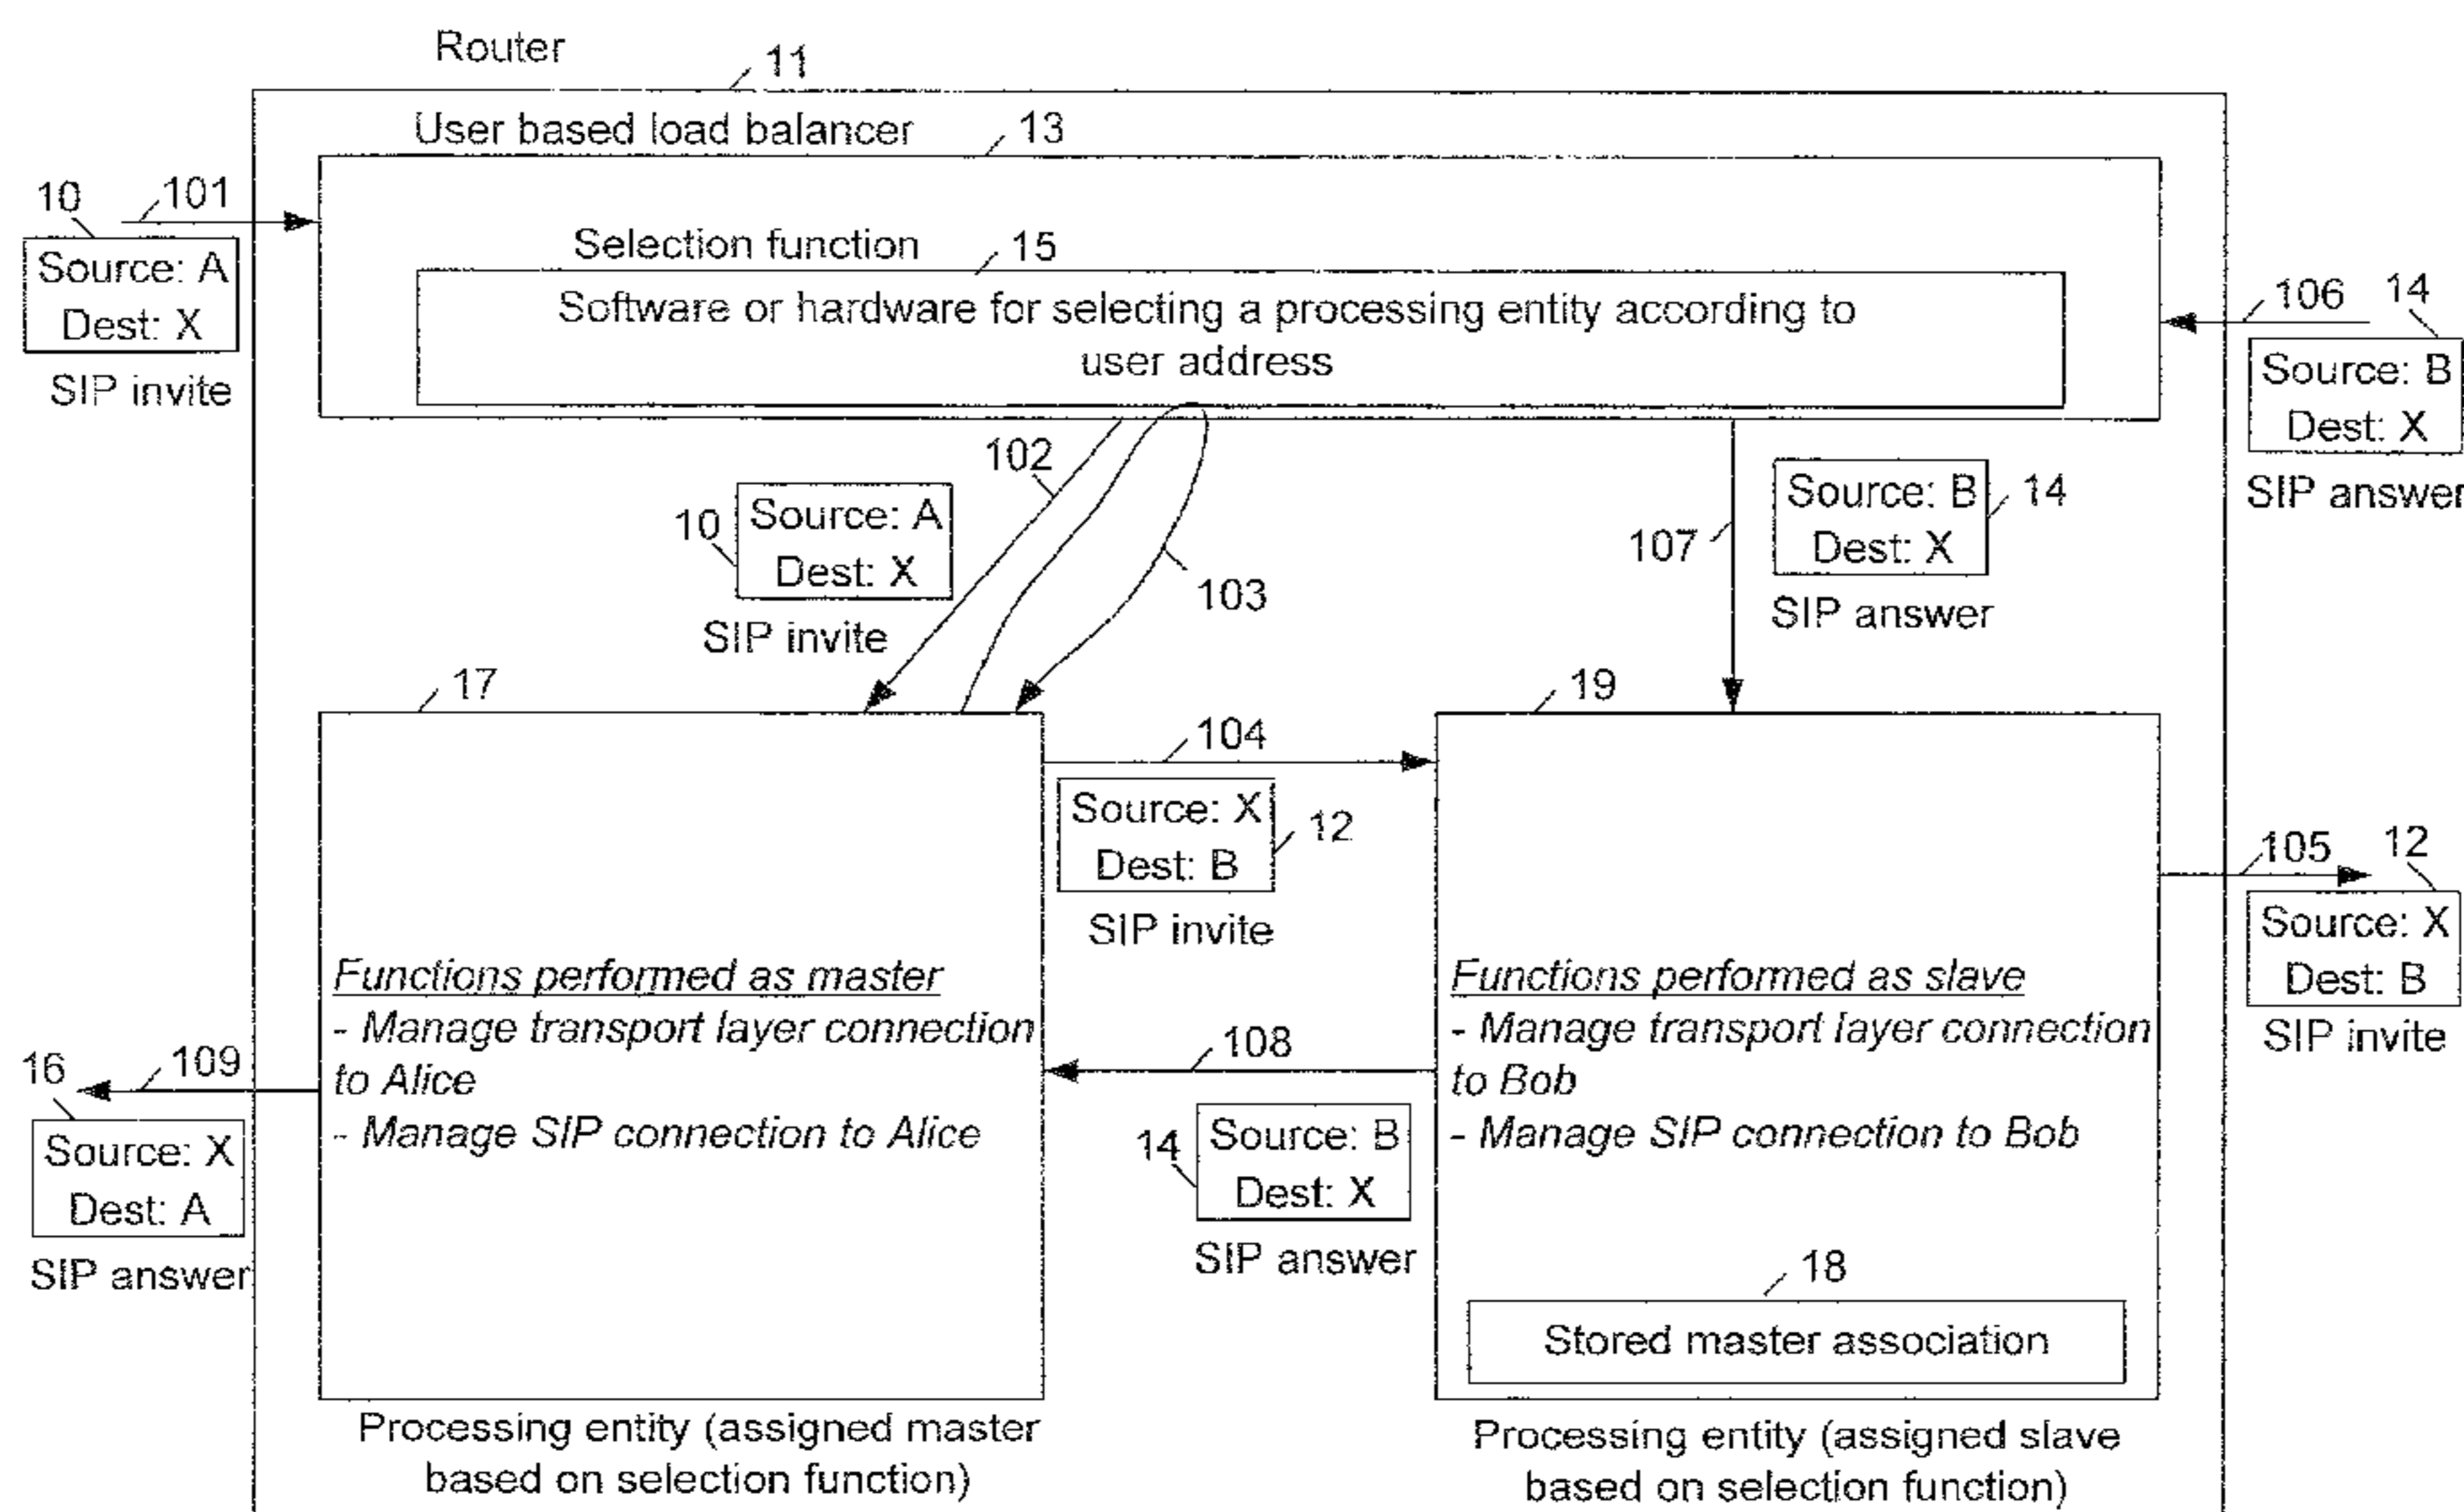 Router
11
User based load balancer
13
10
101
Source: A
Dest: X
SIP invite
Selection function
15
Software or hardware for selecting a processing entity according to
user address
106
14
Source: B
Dest: X
SIP answer
102
10
Source: A
Dest: X
SIP invite
103
107
Source: B
Dest: X
14
SIP answer
17
19
104
Source: X
Dest: B
12
SIP invite
105
12
Source: X
Dest: B
SIP invite
Functions performed as master
- Manage transport layer connection
to Alice
- Manage SIP connection to Alice
Functions performed as slave
- Manage transport layer connection
to Bob
- Manage SIP connection to Bob
108
14
Source: B
Dest: X
SIP answer
16
109
Source: X
Dest: A
SIP answer
18
Stored master association
Processing entity (assigned master
based on selection function)
Processing entity (assigned slave
based on selection function)